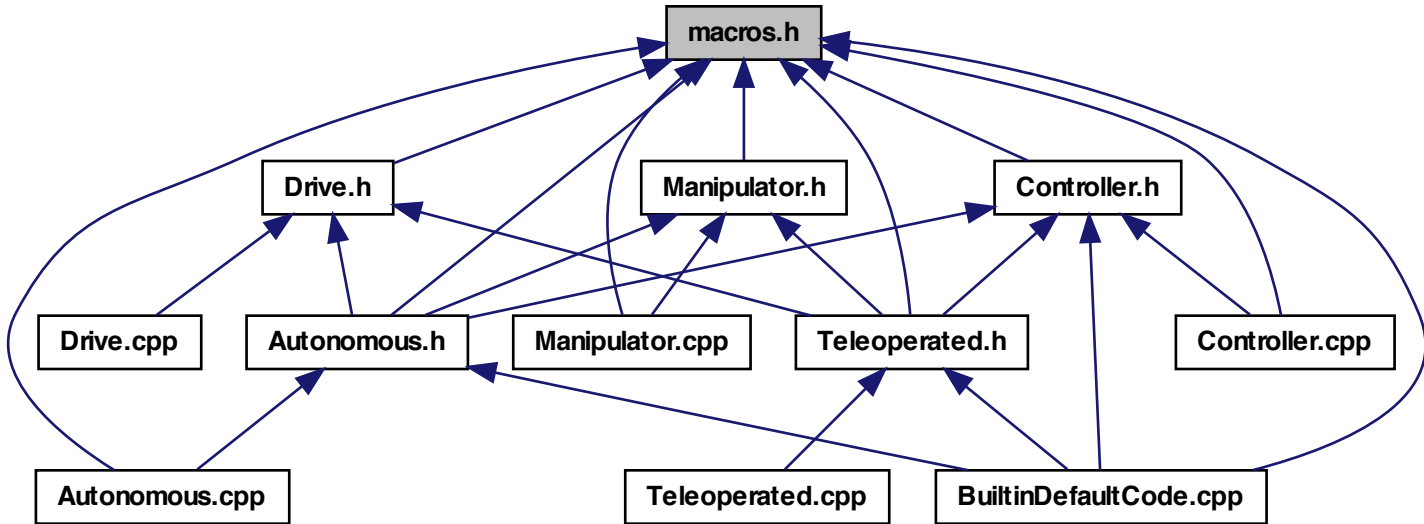 macros.h
Drive.h
Manipulator.h
Controller.h
Drive.cpp
Autonomous.h
Manipulator.cpp
Teleoperated.h
Controller.cpp
Autonomous.cpp
Teleoperated.cpp
BuiltinDefaultCode.cpp